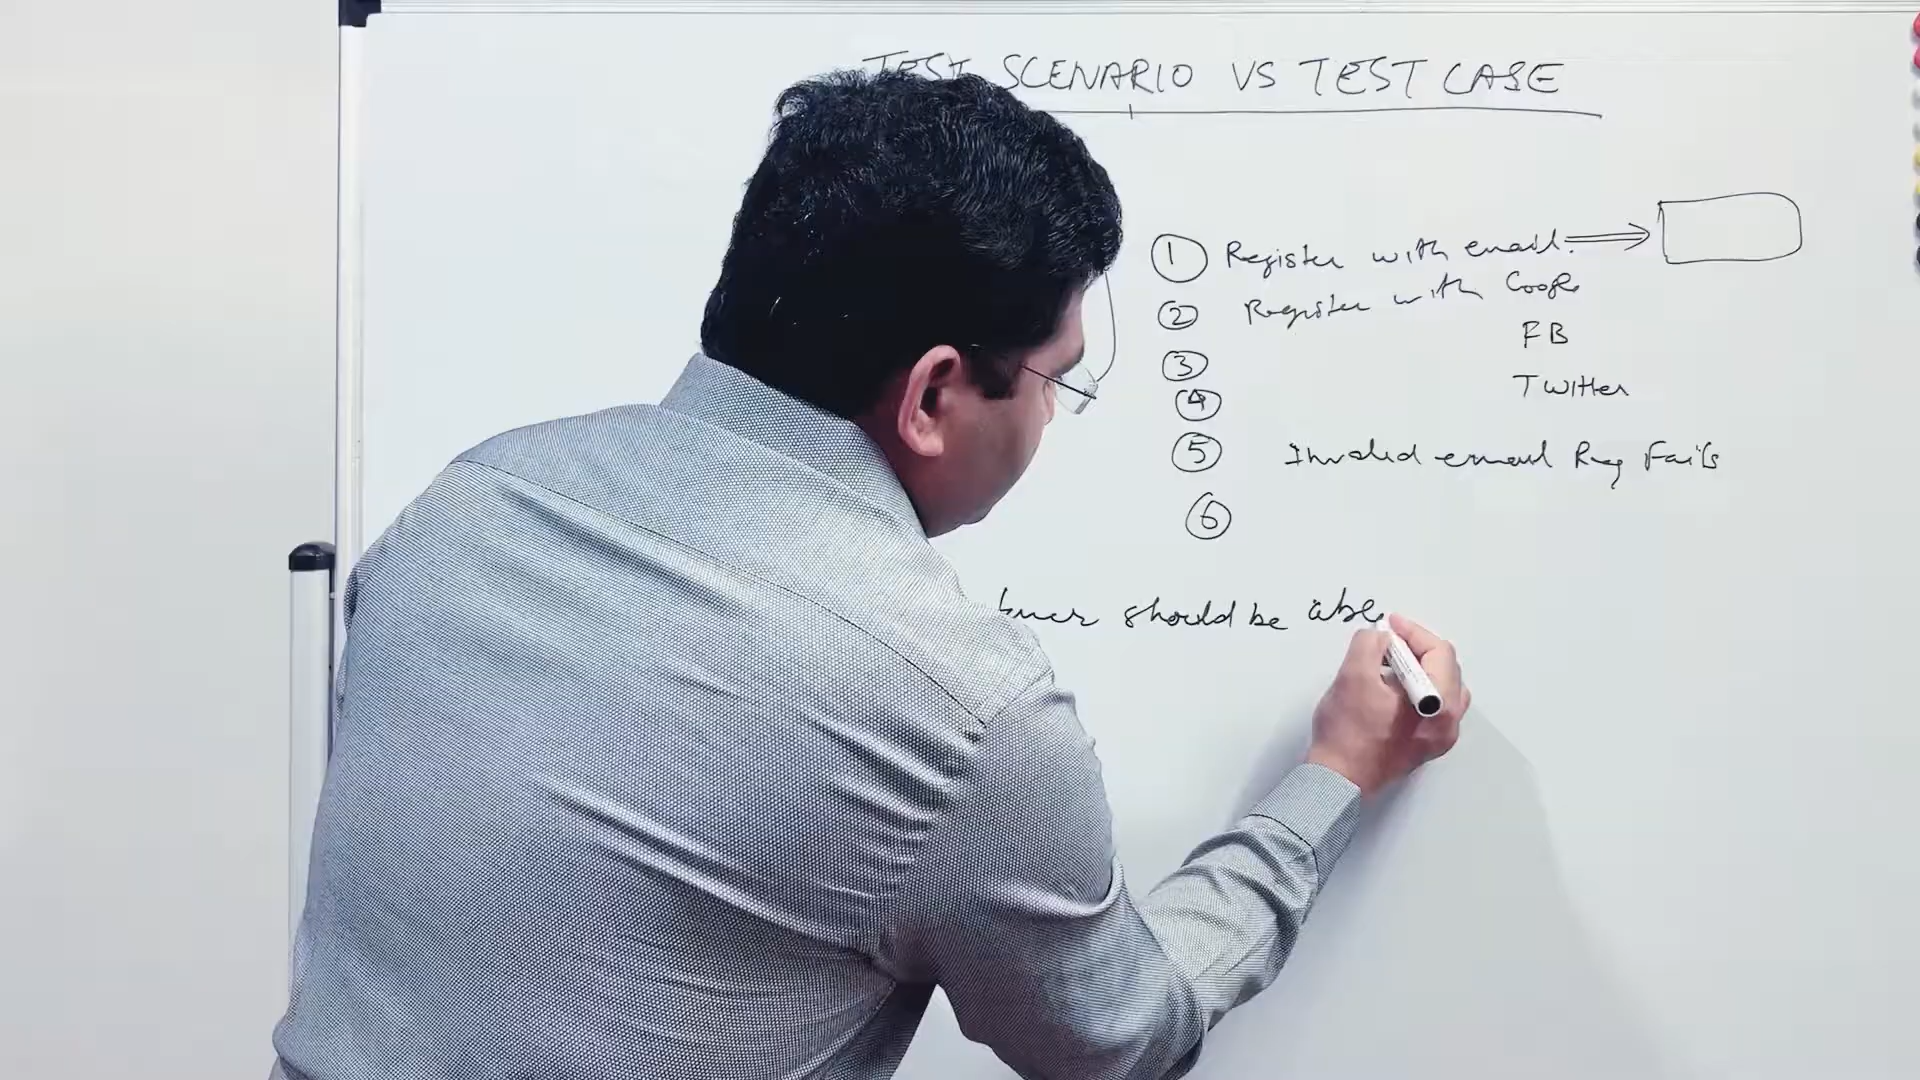 TEST SCENARIO VS TEST CASE
① Register with email.
② Register with Google
③ FB
④ Twitter
⑤ Invalid email Reg Fails
⑥
should be able